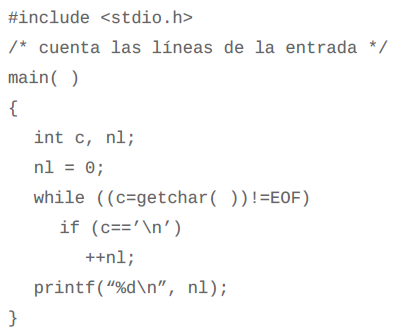 #include <stdio.h>
/* cuenta las líneas de la entrada */
main( )
{
int c, nl;
nl = 0;
while ((c=getchar( ))!=EOF)
if (c==’\n’)
++nl;
printf(“%d\n”, nl);
}